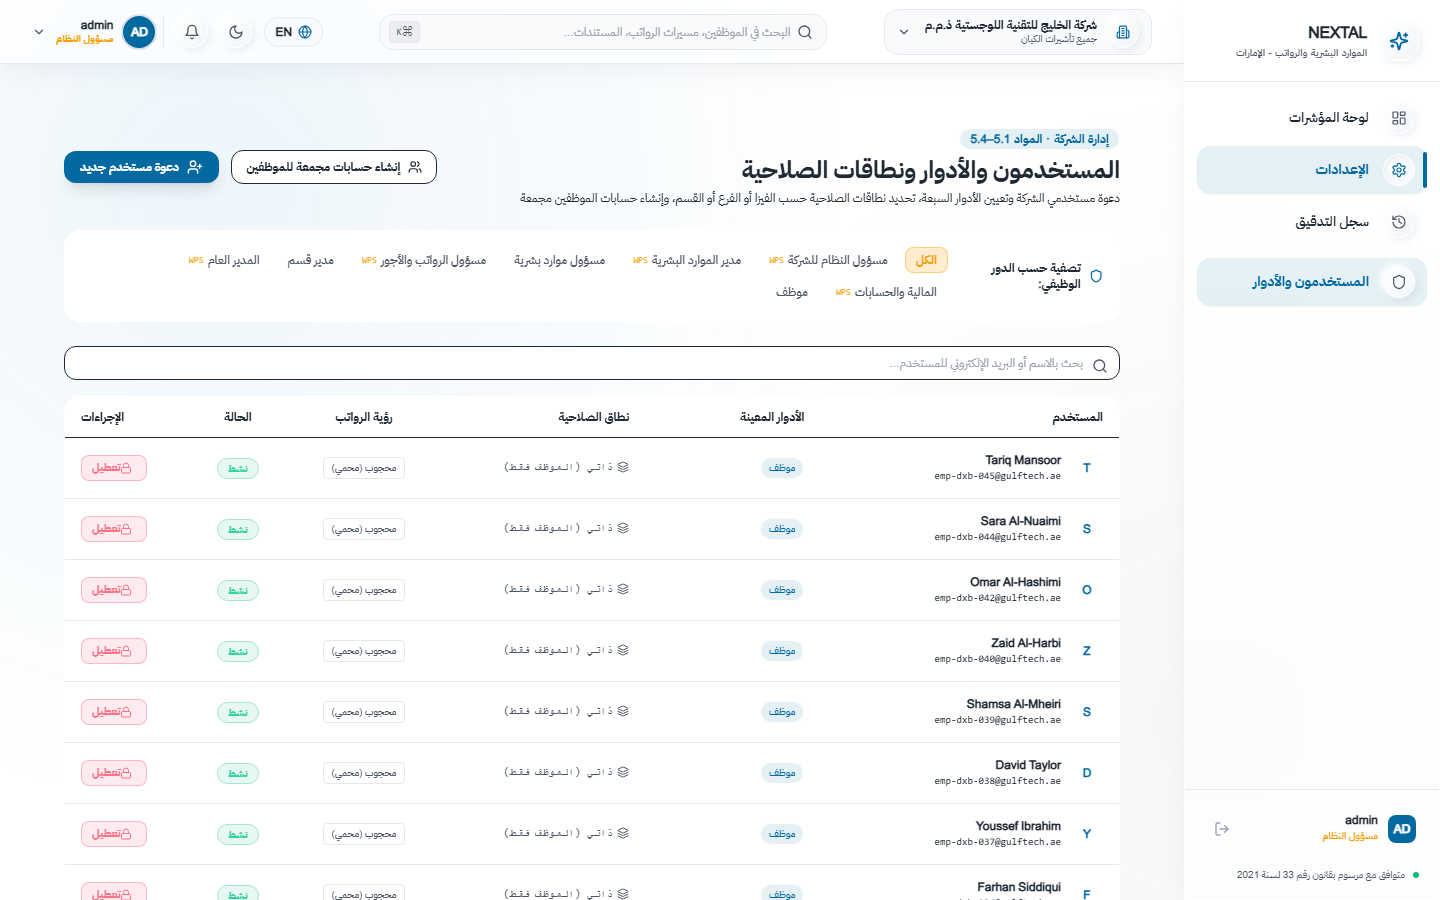 NEXTAL
الموارد البشرية والرواتب - الإمارات
لوحة المؤشرات
الإعدادات
سجل التدقيق
المستخدمون والأدوار
admin
AD
مسؤول النظام
متوافق مع مرسوم بقانون رقم 33 لسنة 2021
شركة الخليج للتقنية اللوجستية ذ.م.م
جميع تأشيرات الكيان
البحث في الموظفين، مسيرات الرواتب، المستندات...
⌘K
EN
AD
admin
مسؤول النظام
إدارة الشركة · المواد 5.1–5.4
المستخدمون والأدوار ونطاقات الصلاحية
دعوة مستخدمي الشركة وتعيين الأدوار السبعة، تحديد نطاقات الصلاحية حسب الفيزا أو الفرع أو القسم، وإنشاء حسابات الموظفين مجمعة
إنشاء حسابات مجمعة للموظفين
دعوة مستخدم جديد
تصفية حسب الدور
الوظيفي:
الكل
مسؤول النظام للشركة WPS
مدير الموارد البشرية WPS
مسؤول موارد بشرية
مسؤول الرواتب والأجور WPS
مدير قسم
المدير العام WPS
المالية والحسابات WPS
موظف
بحث بالاسم أو البريد الإلكتروني للمستخدم...
المستخدم الأدوار المعينة نطاق الصلاحية رؤية الرواتب الحالة الإجراءات
T Tariq Mansoor
emp-dxb-045@gulftech.ae
موظف ذاتي (الموظف فقط) محجوب (محمي) نشط تعطيل
S Sara Al-Nuaimi
emp-dxb-044@gulftech.ae
موظف ذاتي (الموظف فقط) محجوب (محمي) نشط تعطيل
O Omar Al-Hashimi
emp-dxb-042@gulftech.ae
موظف ذاتي (الموظف فقط) محجوب (محمي) نشط تعطيل
Z Zaid Al-Harbi
emp-dxb-040@gulftech.ae
موظف ذاتي (الموظف فقط) محجوب (محمي) نشط تعطيل
S Shamsa Al-Mheiri
emp-dxb-039@gulftech.ae
موظف ذاتي (الموظف فقط) محجوب (محمي) نشط تعطيل
D David Taylor
emp-dxb-038@gulftech.ae
موظف ذاتي (الموظف فقط) محجوب (محمي) نشط تعطيل
Y Youssef Ibrahim
emp-dxb-037@gulftech.ae
موظف ذاتي (الموظف فقط) محجوب (محمي) نشط تعطيل
F Farhan Siddiqui
موظف ذاتي (الموظف فقط) محجوب (محمي) نشط تعطيل